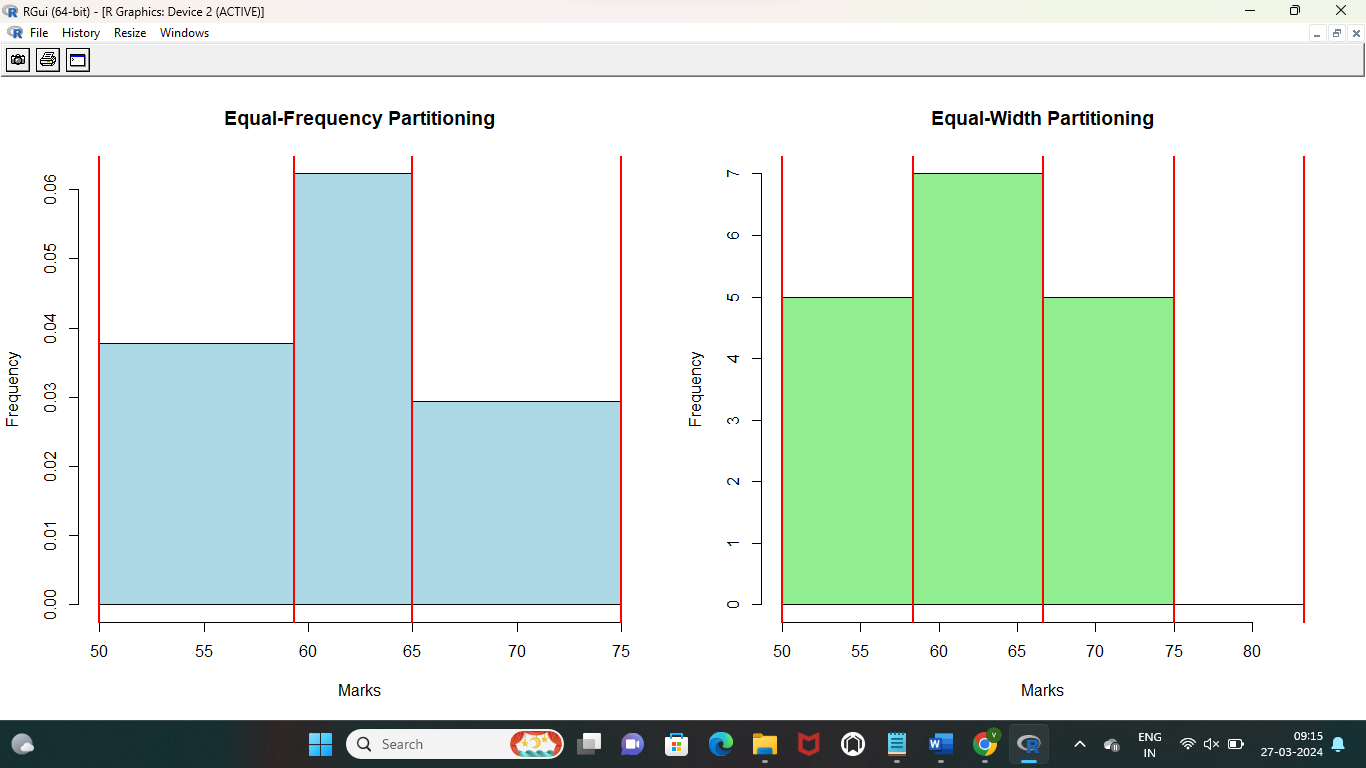 RGui (64-bit) - [R Graphics: Device 2 (ACTIVE)]
File History Resize Windows
Equal-Frequency Partitioning
Frequency
0.06
0.05
0.04
0.03
0.02
0.01
0.00
50 55 60 65 70 75
Marks
Equal-Width Partitioning
Frequency
7
6
5
4
3
2
1
0
50 55 60 65 70 75 80
Marks
Search
V
W
R
ENG
IN
09:15
27-03-2024